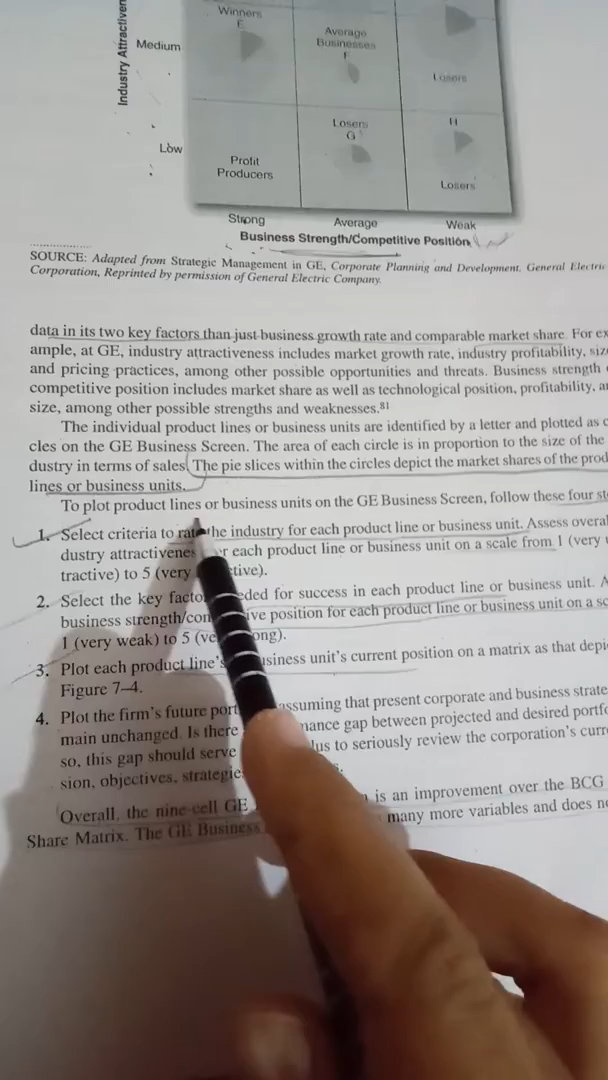 Industry Attractiven
Winners
E
Medium
Average
Businesses
F
Losers
Losers
G
H
Low
Profit
Producers
Losers
Strong
Average
Weak
Business Strength/Competitive Position
SOURCE: Adapted from Strategic Management in GE, Corporate Planning and Development, General Electri
Corporation, Reprinted by permission of General Electric Company.
data in its two key factors than just business growth rate and comparable market share. For ex
ample, at GE, industry attractiveness includes market growth rate, industry profitability, siz
and pricing practices, among other possible opportunities and threats. Business strength
competitive position includes market share as well as technological position, profitability, a
size, among other possible strengths and weaknesses.81
The individual product lines or business units are identified by a letter and plotted as c
cles on the GE Business Screen. The area of each circle is in proportion to the size of the
dustry in terms of sales. The pie slices within the circles depict the market shares of the prod
lines or business units.
To plot product lines or business units on the GE Business Screen, follow these four st
1. Select criteria to rat the industry for each product line or business unit. Assess overal
dustry attractivenes r each product line or business unit on a scale from 1 (very
tractive) to 5 (very ctive).
2. Select the key facto eded for success in each product line or business unit. A
business strength/con ive position for each product line or business unit on a sc
1 (very weak) to 5 (ve ong).
3. Plot each product line's usiness unit's current position on a matrix as that depi
Figure 7–4.
4. Plot the firm's future port assuming that present corporate and business strate
main unchanged. Is there nance gap between projected and desired portfo
so, this gap should serve lus to seriously review the corporation's curr
sion, objectives, strategie
Overall, the nine-cell GE is an improvement over the BCG
Share Matrix. The GE Business many more variables and does n